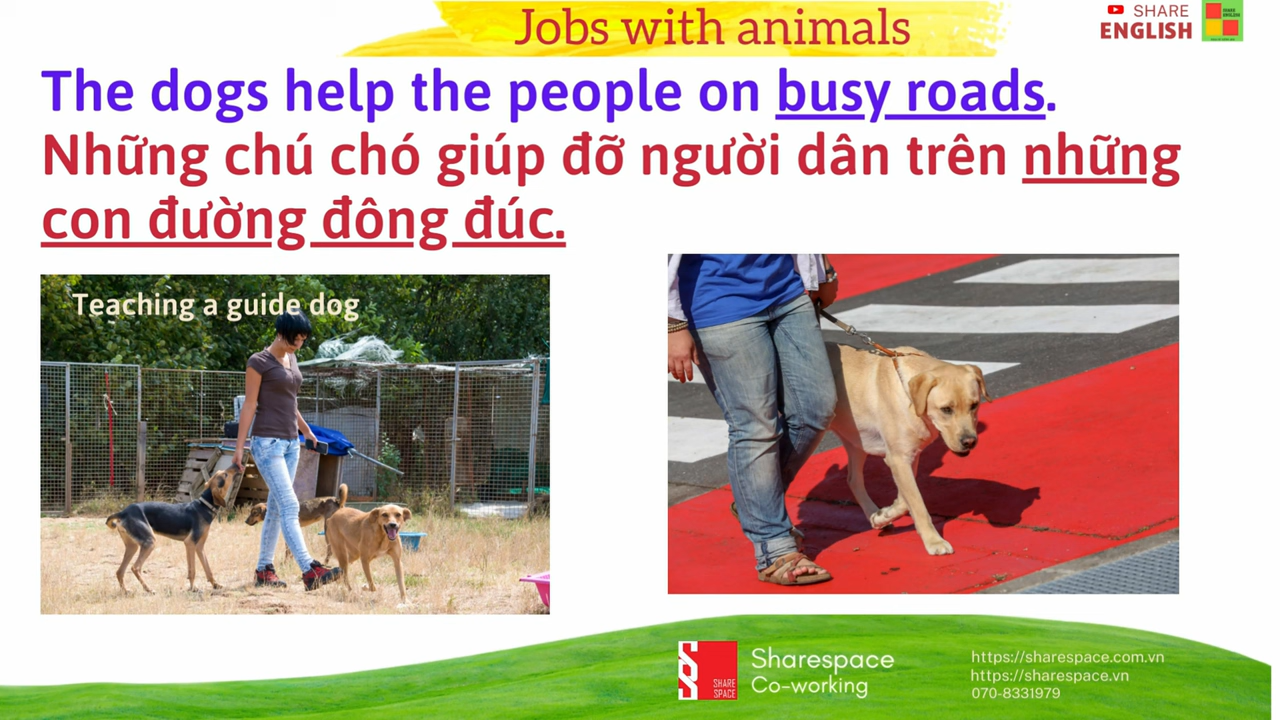 Jobs with animals
SHARE
ENGLISH
The dogs help the people on busy roads.
Những chú chó giúp đỡ người dân trên những
con đường đông đúc.
Teaching a guide dog
SHARE
SPACE
Sharespace
Co-working
https://sharespace.com.vn
https://sharespace.vn
070-8331979